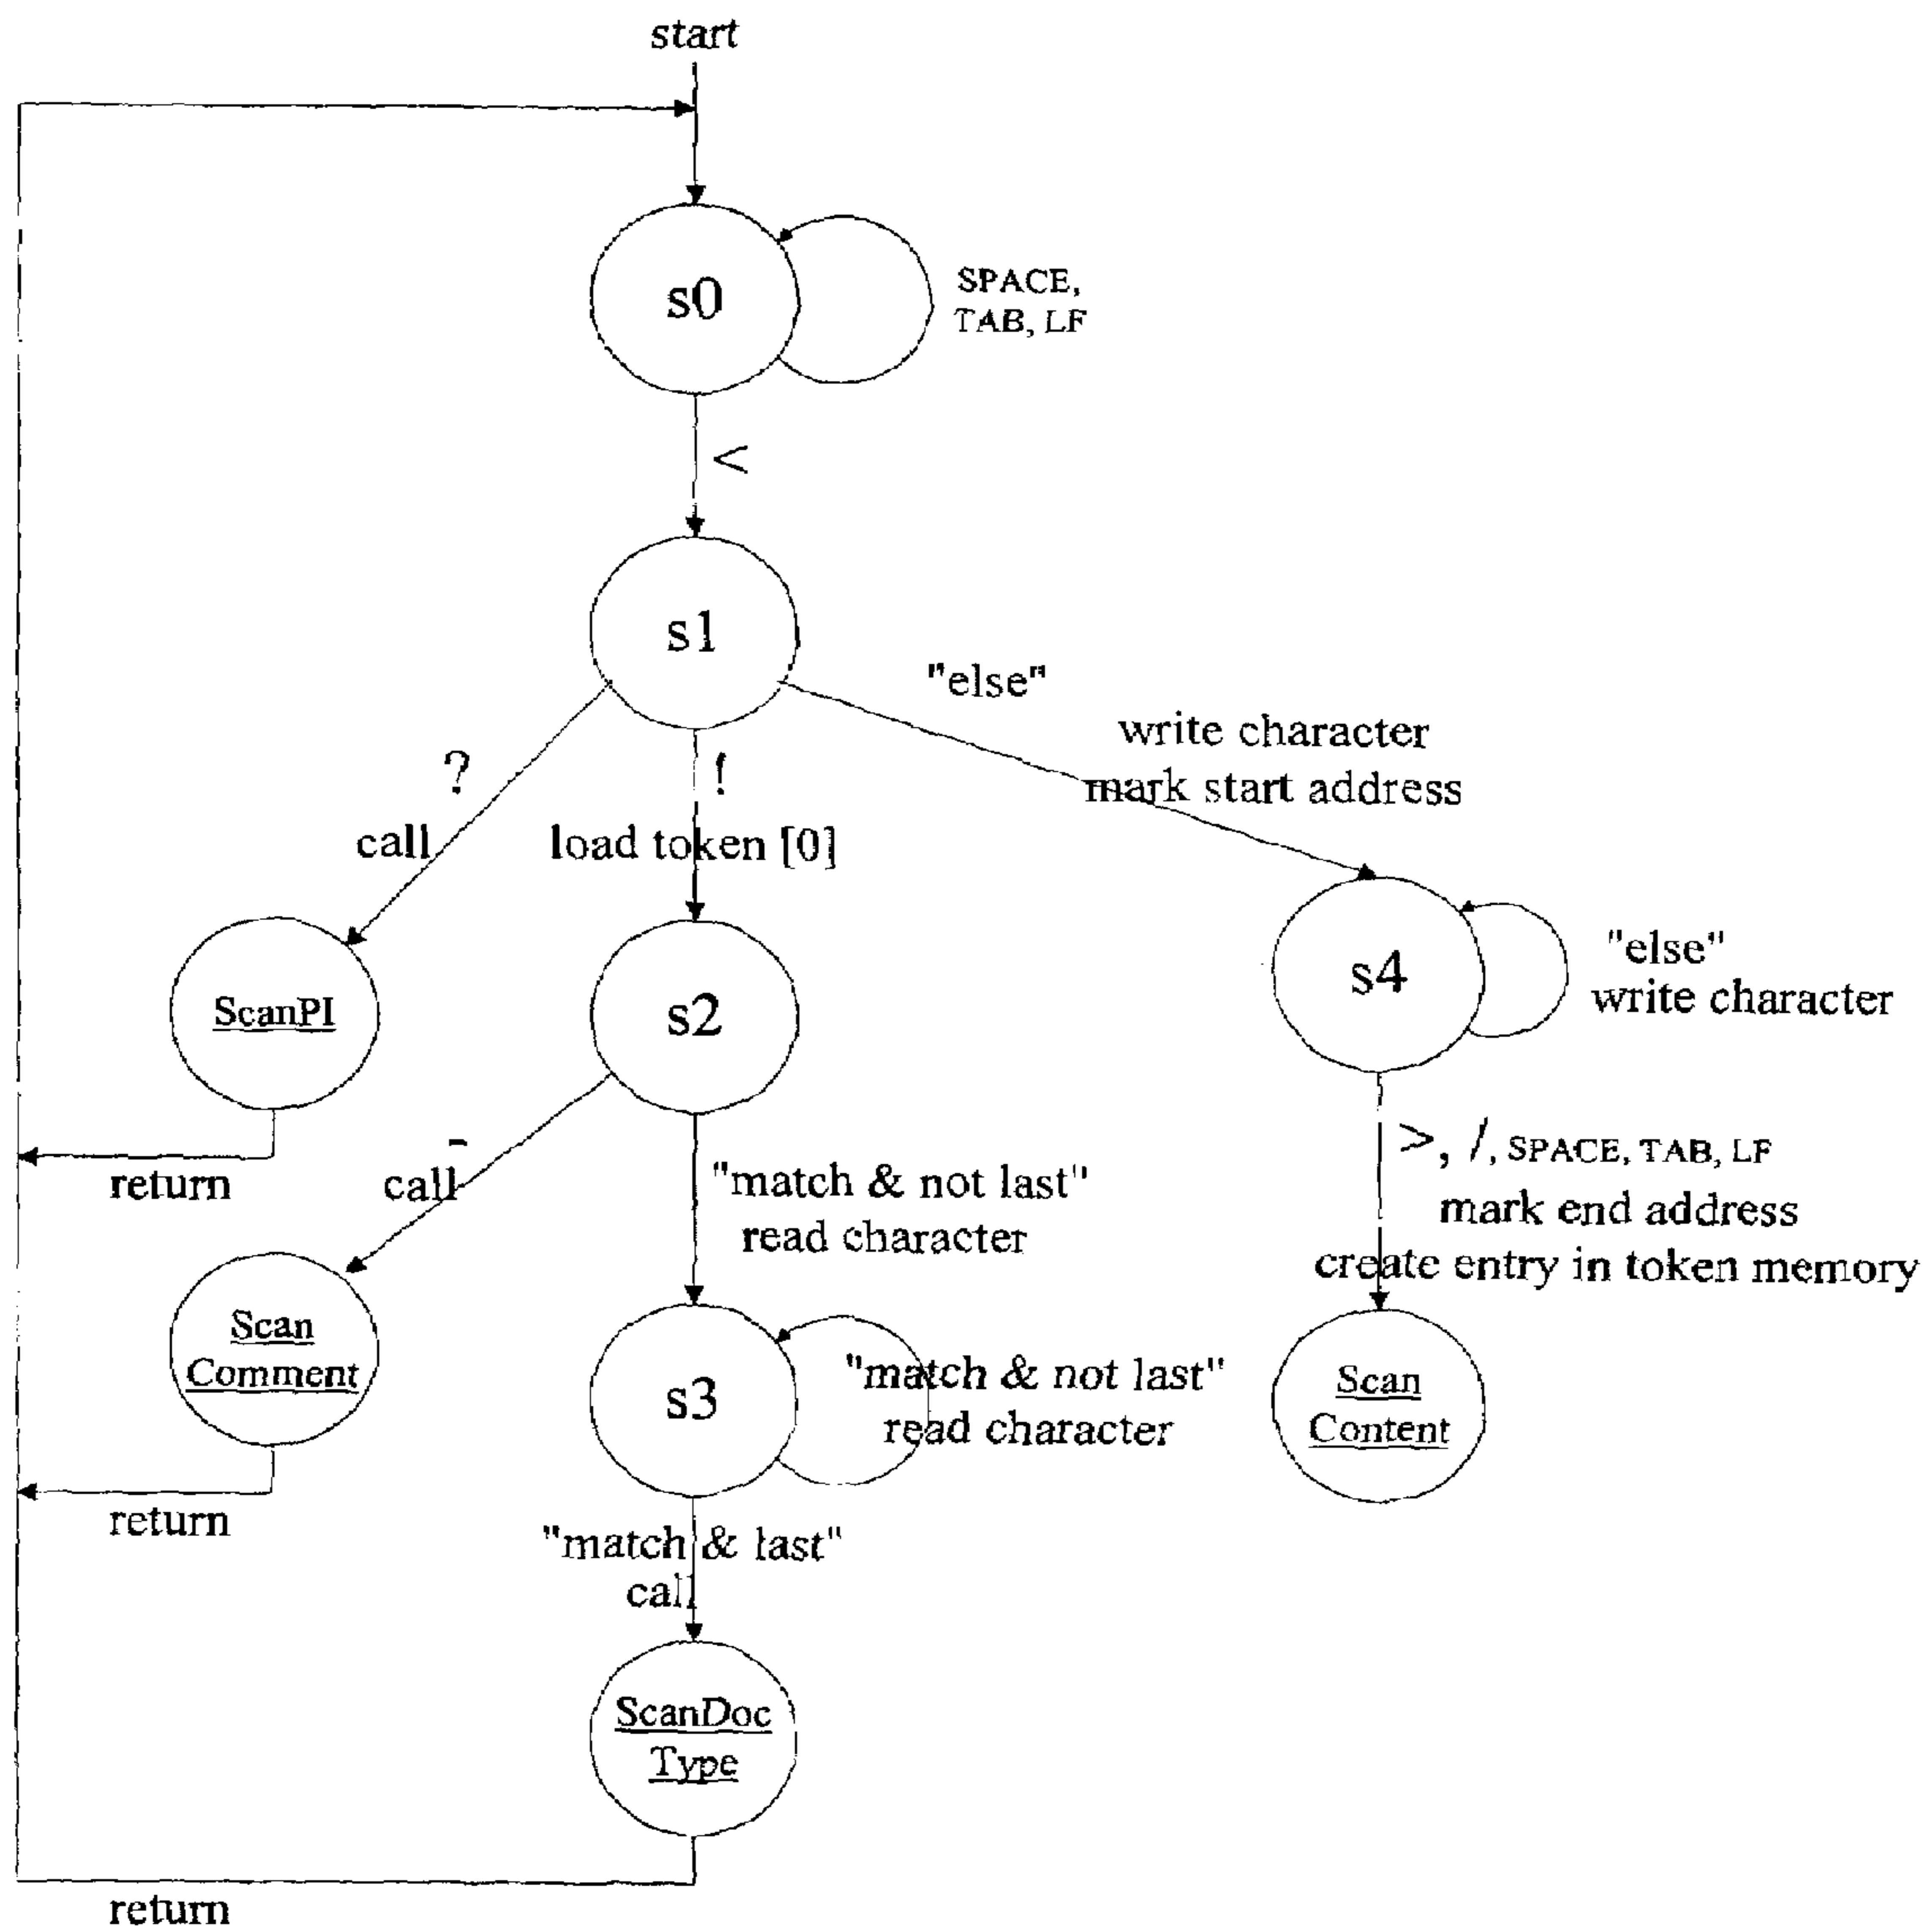 start
s0
SPACE,
TAB, LF
<
s1
"else"
write character
mark start address
?
!
call
load token [0]
ScanPI
s2
s4
"else"
write character
return
-
call
"match & not last"
read character
>, /, SPACE, TAB, LF
mark end address
create entry in token memory
Scan
Comment
s3
"match & not last"
read character
Scan
Content
return
"match & last"
call
ScanDoc
Type
return